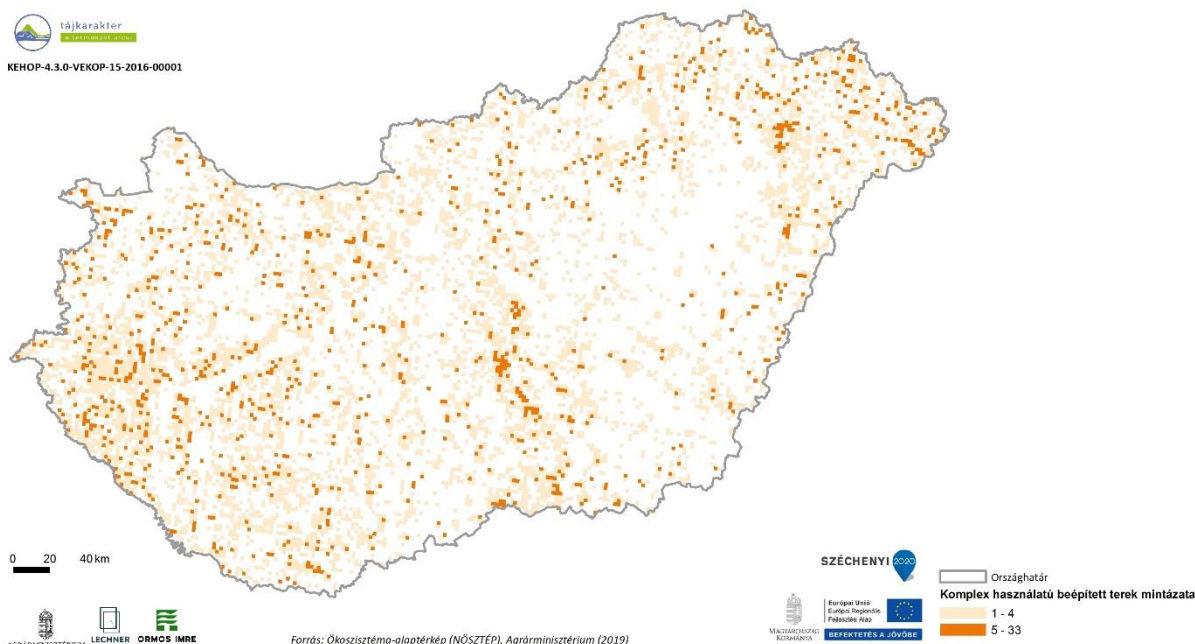 tájkarakter
a természet arcai
KEHOP-4.3.0-VEKOP-15-2016-00001
0 20 40 km
LECHNER
ORMOS IMRE
Forrás: Ökoszisztéma-alaptérkép (NÖSZTÉP), Agrárminisztérium (2019)
SZÉCHENYI 2020
MAGYARORSZÁG
KORMÁNYA
Európai Unió
Európai Regionális
Fejlesztési Alap
BEFEKTETÉS A JÖVŐBE
Országhatár
Komplex használatú beépített terek mintázata
1 - 4
5 - 33